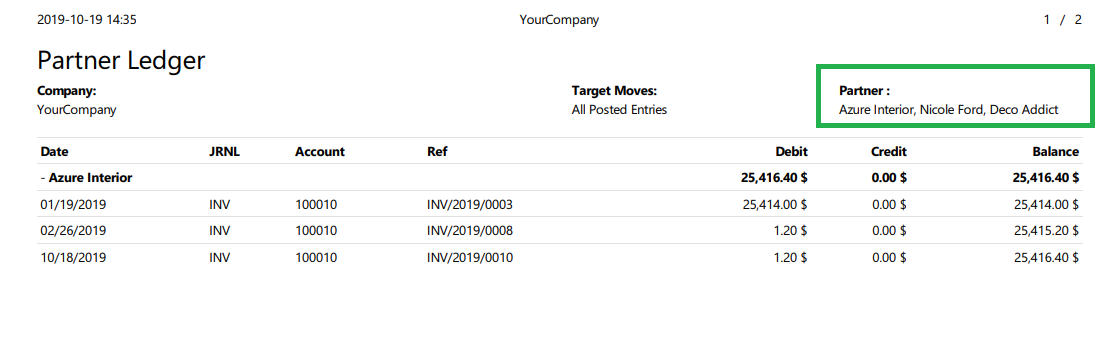 2019-10-19 14:35 YourCompany 1 / 2
Partner Ledger
Company: Target Moves: Partner :
YourCompany All Posted Entries Azure Interior, Nicole Ford, Deco Addict
Date JRNL Account Ref Debit Credit Balance
- Azure Interior 25,416.40 $ 0.00 $ 25,416.40 $
01/19/2019 INV 100010 INV/2019/0003 25,414.00 $ 0.00 $ 25,414.00 $
02/26/2019 INV 100010 INV/2019/0008 1.20 $ 0.00 $ 25,415.20 $
10/18/2019 INV 100010 INV/2019/0010 1.20 $ 0.00 $ 25,416.40 $